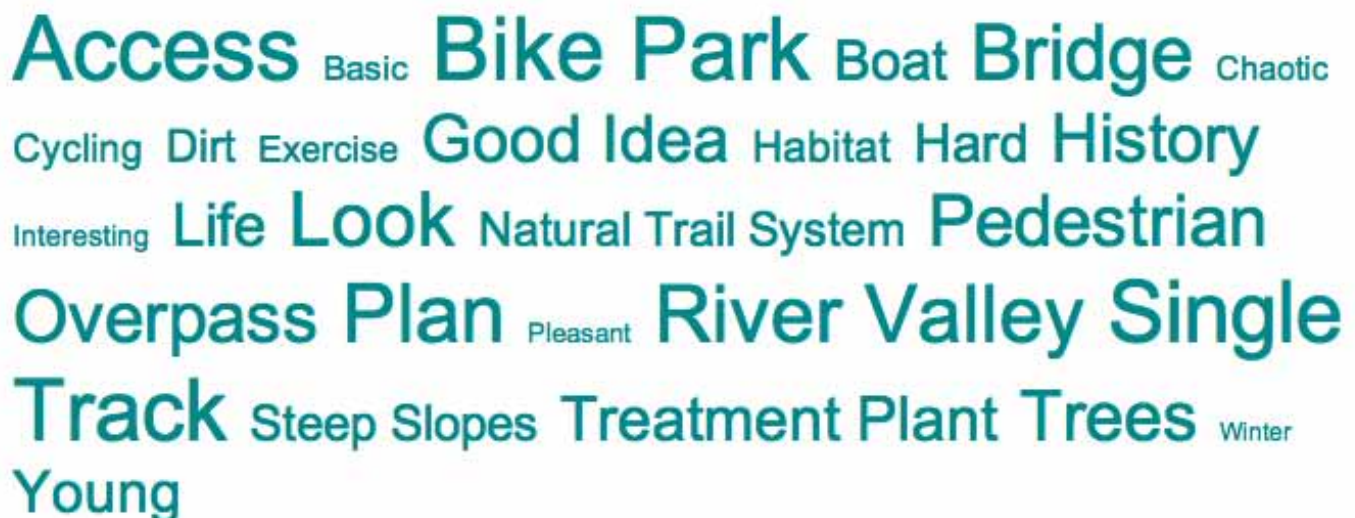 Access Basic Bike Park Boat Bridge Chaotic
Cycling Dirt Exercise Good Idea Habitat Hard History
Interesting Life Look Natural Trail System Pedestrian
Overpass Plan Pleasant River Valley Single
Track Steep Slopes Treatment Plant Trees Winter
Young